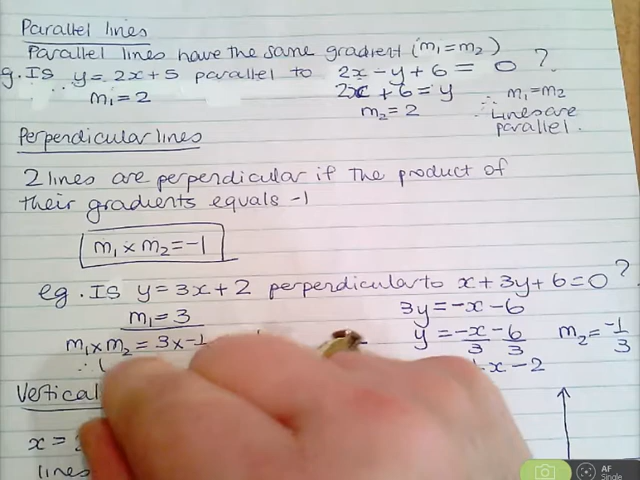 Parallel lines
Parallel lines have the same gradient (m₁=m₂)
g. IS y=2x+5 parallel to 2x-y+6=0?
m₁=2
2x+6=y
m₂=2
∴ m₁=m₂
∴ Lines are parallel.
Perpendicular lines
2 lines are perpendicular if the product of
their gradients equals -1
m₁ × m₂ = -1
eg. IS y=3x+2 perpendicular to x+3y+6=0?
m₁=3
3y=-x-6
m₁×m₂ = 3×-1
y = -x/3 - 6/3
m₂ = -1/3
x-2
Vertical
x =
lines
AF
Single